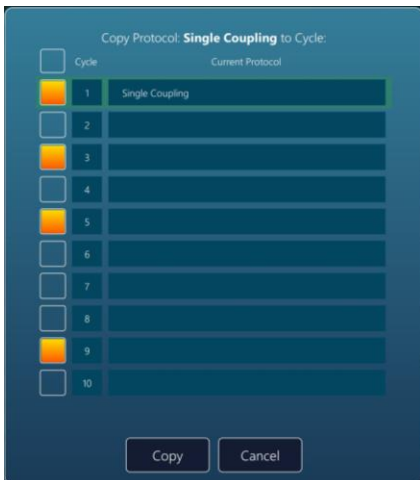 Copy Protocol: Single Coupling to Cycle:
Cycle Current Protocol
1 Single Coupling
2
3
4
5
6
7
8
9
10
Copy Cancel